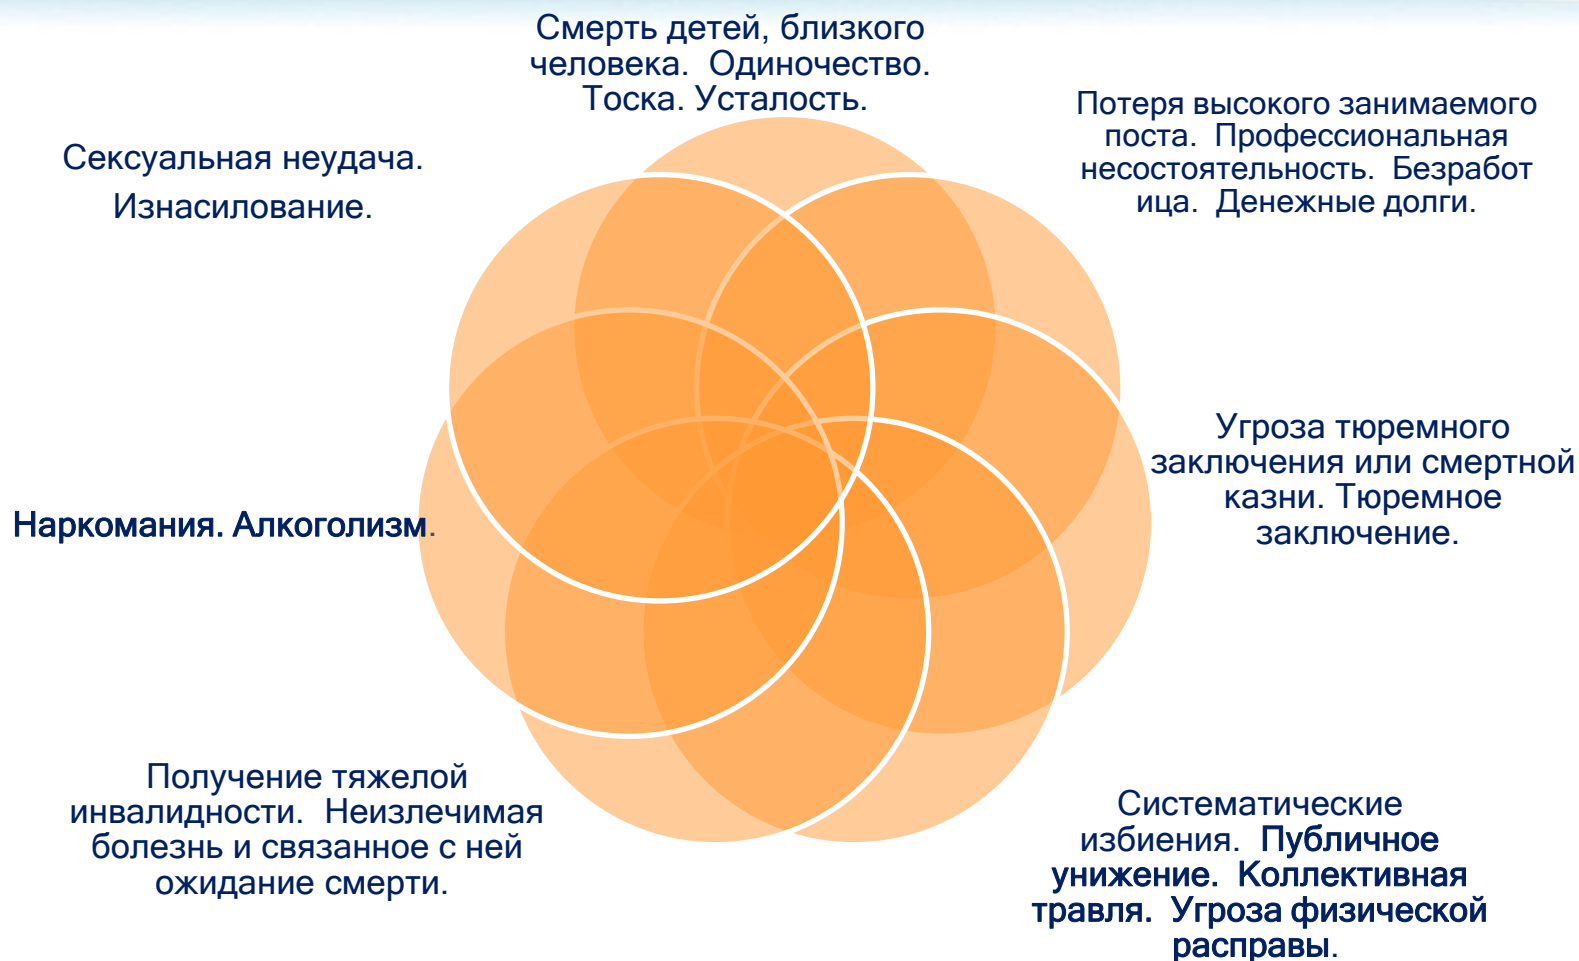 Смерть детей, близкого
человека.  Одиночество.
Тоска. Усталость.
Потеря высокого занимаемого
поста.  Профессиональная
несостоятельность.  Безработ
ица.  Денежные долги.
Сексуальная неудача.
Изнасилование.
Угроза тюремного
заключения или смертной
казни. Тюремное
заключение.
Наркомания. Алкоголизм.
Получение тяжелой
инвалидности.  Неизлечимая
болезнь и связанное с ней
ожидание смерти.
Систематические
избиения.  Публичное
унижение.  Коллективная
травля.  Угроза физической
расправы.